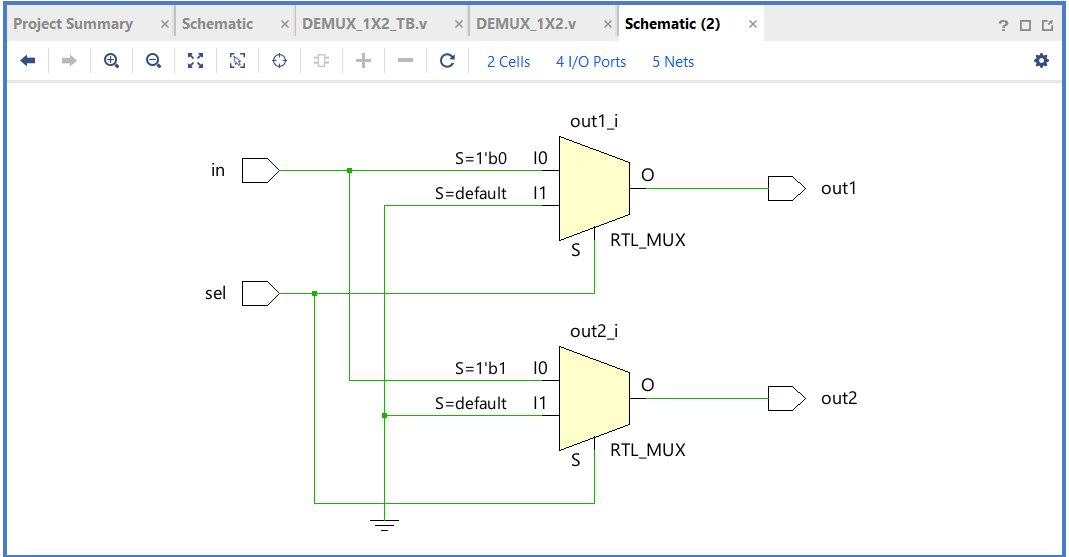 Project Summary × Schematic × DEMUX_1X2_TB.v × DEMUX_1X2.v × Schematic (2) × ?
2 Cells 4 I/O Ports 5 Nets
out1_i
in S=1'b0 I0
S=default I1 O out1
S RTL_MUX
sel
out2_i
S=1'b1 I0
S=default I1 O out2
S RTL_MUX